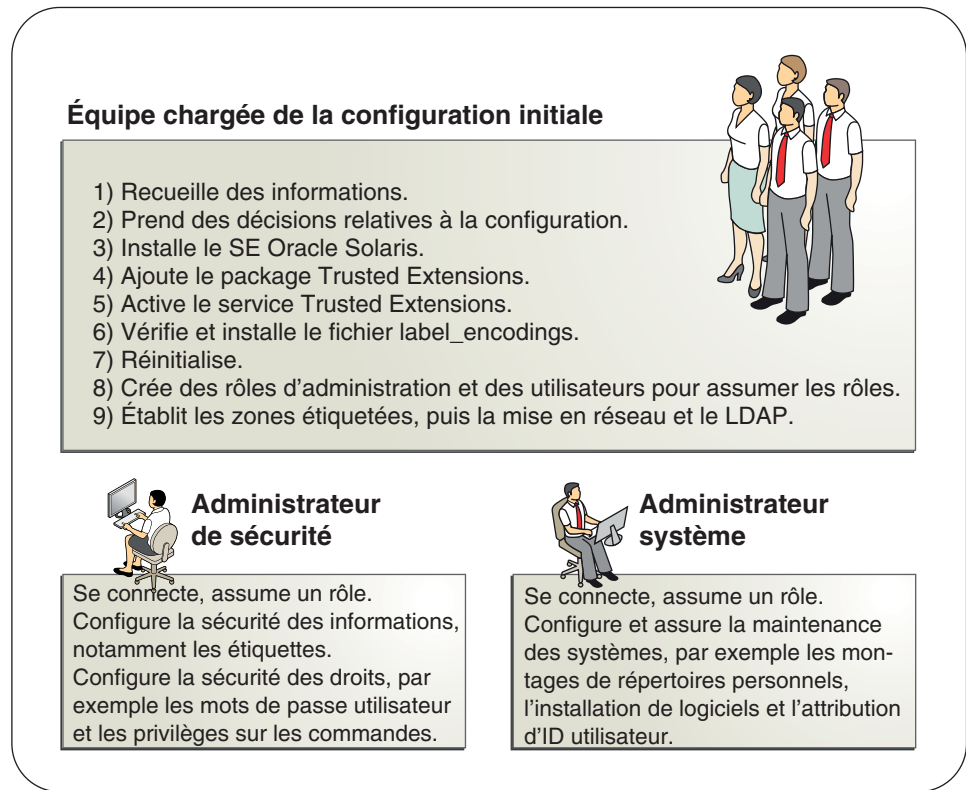 Équipe chargée de la configuration initiale
1) Recueille des informations.
2) Prend des décisions relatives à la configuration.
3) Installe le SE Oracle Solaris.
4) Ajoute le package Trusted Extensions.
5) Active le service Trusted Extensions.
6) Vérifie et installe le fichier label_encodings.
7) Réinitialise.
8) Crée des rôles d'administration et des utilisateurs pour assumer les rôles.
9) Établit les zones étiquetées, puis la mise en réseau et le LDAP.
Administrateur
de sécurité
Se connecte, assume un rôle.
Configure la sécurité des informations,
notamment les étiquettes.
Configure la sécurité des droits, par
exemple les mots de passe utilisateur
et les privilèges sur les commandes.
Administrateur
système
Se connecte, assume un rôle.
Configure et assure la maintenance
des systèmes, par exemple les mon-
tages de répertoires personnels,
l'installation de logiciels et l'attribution
d'ID utilisateur.